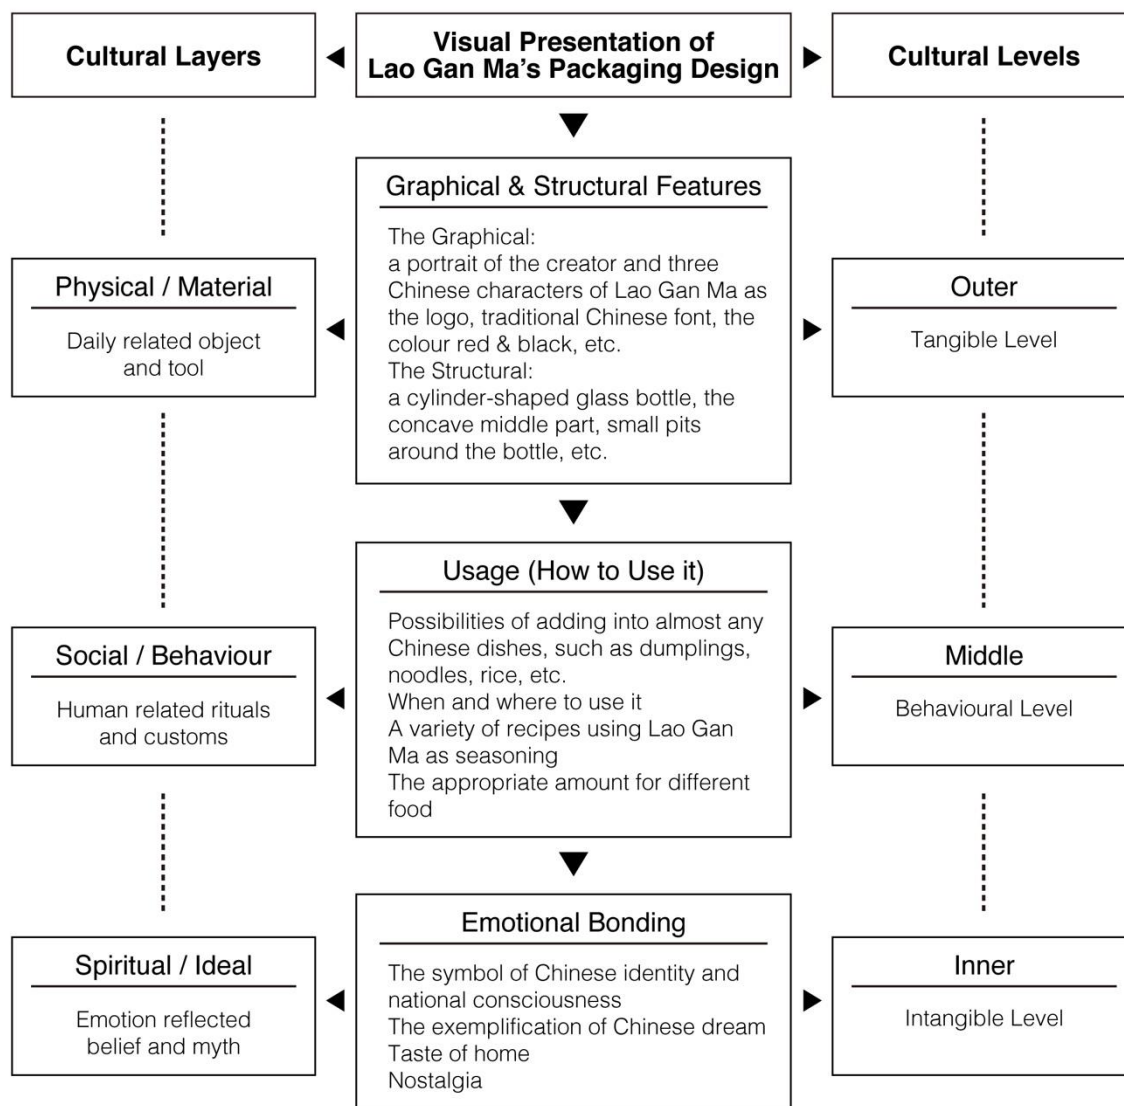 Cultural Layers
Visual Presentation of
Lao Gan Ma's Packaging Design
Cultural Levels
Graphical & Structural Features
The Graphical:
a portrait of the creator and three
Chinese characters of Lao Gan Ma as
the logo, traditional Chinese font, the
colour red & black, etc.
The Structural:
a cylinder-shaped glass bottle, the
concave middle part, small pits
around the bottle, etc.
Physical / Material
Daily related object
and tool
Outer
Tangible Level
Usage (How to Use it)
Possibilities of adding into almost any
Chinese dishes, such as dumplings,
noodles, rice, etc.
When and where to use it
A variety of recipes using Lao Gan
Ma as seasoning
The appropriate amount for different
food
Social / Behaviour
Human related rituals
and customs
Middle
Behavioural Level
Emotional Bonding
The symbol of Chinese identity and
national consciousness
The exemplification of Chinese dream
Taste of home
Nostalgia
Spiritual / Ideal
Emotion reflected
belief and myth
Inner
Intangible Level